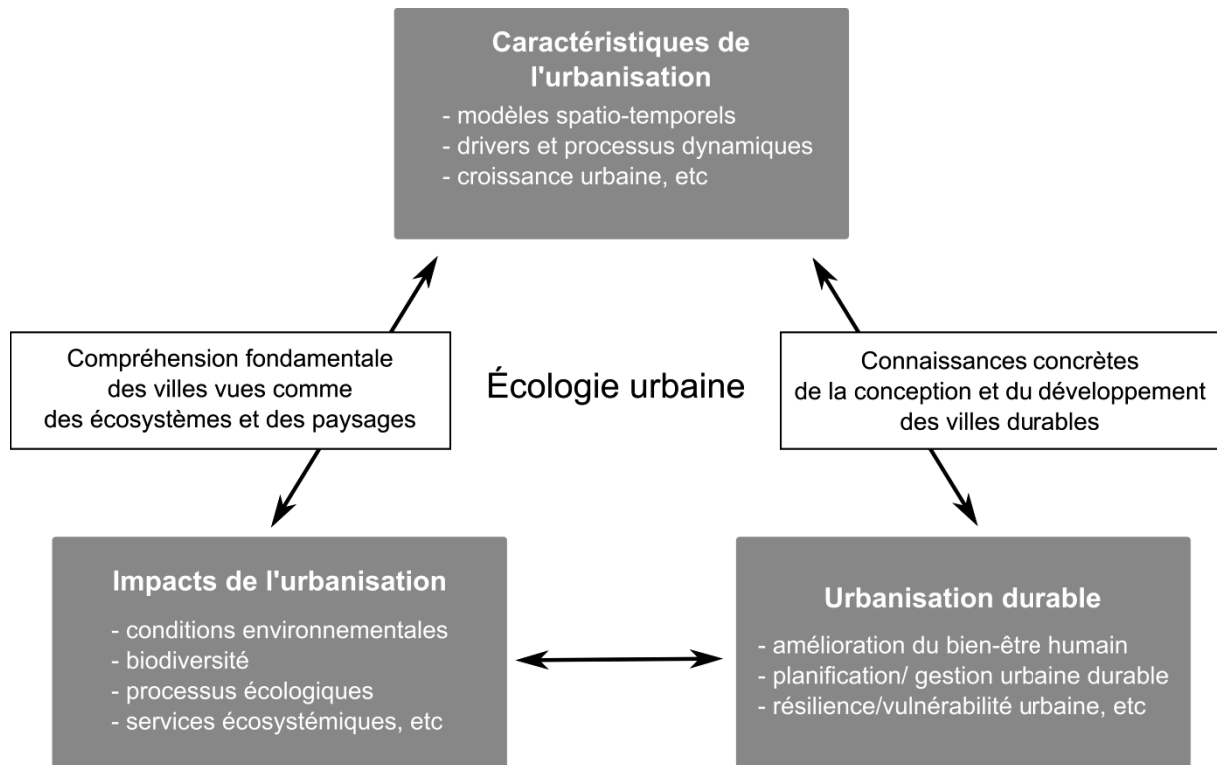 Caractéristiques de
l'urbanisation
- modèles spatio-temporels
- drivers et processus dynamiques
- croissance urbaine, etc
Compréhension fondamentale
des villes vues comme
des écosystèmes et des paysages
Écologie urbaine
Connaissances concrètes
de la conception et du développement
des villes durables
Impacts de l'urbanisation
- conditions environnementales
- biodiversité
- processus écologiques
- services écosystémiques, etc
Urbanisation durable
- amélioration du bien-être humain
- planification/ gestion urbaine durable
- résilience/vulnérabilité urbaine, etc